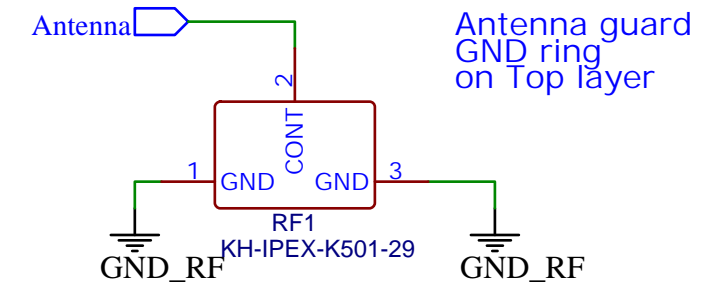 Antenna
Antenna guard
GND ring
on Top layer
2
CONT
1
GND
GND
3
RF1
KH-IPEX-K501-29
GND_RF
GND_RF